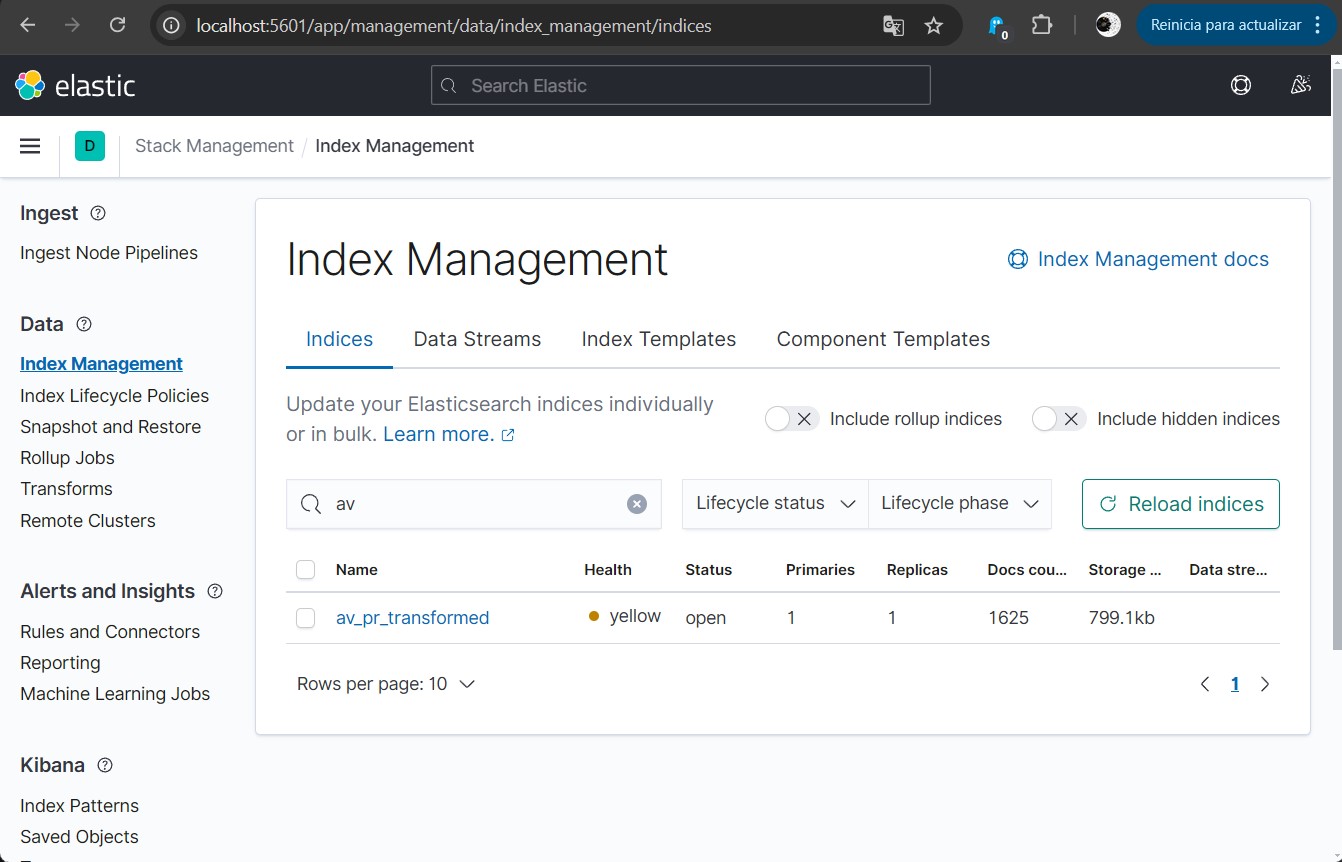 localhost:5601/app/management/data/index_management/indices
0
Reinicia para actualizar
elastic
Search Elastic
D
Stack Management / Index Management
Ingest
Ingest Node Pipelines
Data
Index Management
Index Lifecycle Policies
Snapshot and Restore
Rollup Jobs
Transforms
Remote Clusters
Alerts and Insights
Rules and Connectors
Reporting
Machine Learning Jobs
Kibana
Index Patterns
Saved Objects
Index Management
Index Management docs
Indices Data Streams Index Templates Component Templates
Update your Elasticsearch indices individually
or in bulk. Learn more.
Include rollup indices
Include hidden indices
av
Lifecycle status
Lifecycle phase
Reload indices
Name Health Status Primaries Replicas Docs cou... Storage ... Data stre...
av_pr_transformed yellow open 1 1 1625 799.1kb
Rows per page: 10
1